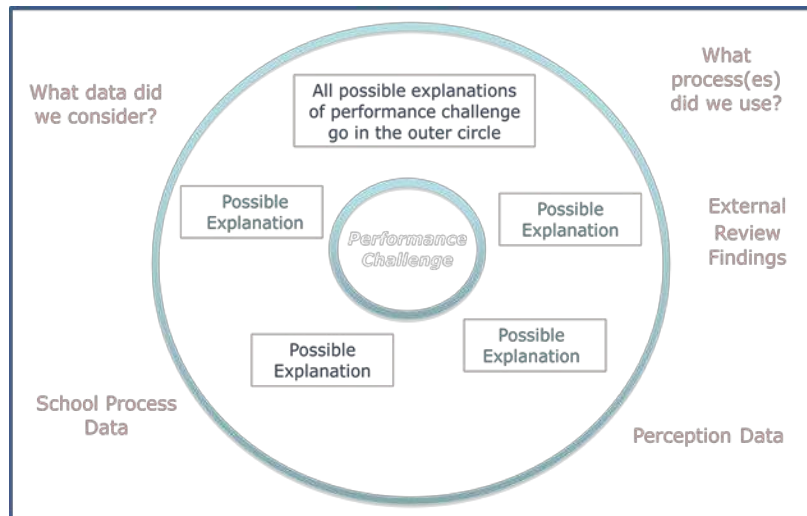 What data did
we consider?
What
process(es)
did we use?
All possible explanations
of performance challenge
go in the outer circle
Possible
Explanation
Possible
Explanation
Performance
Challenge
External
Review
Findings
Possible
Explanation
Possible
Explanation
School Process
Data
Perception Data